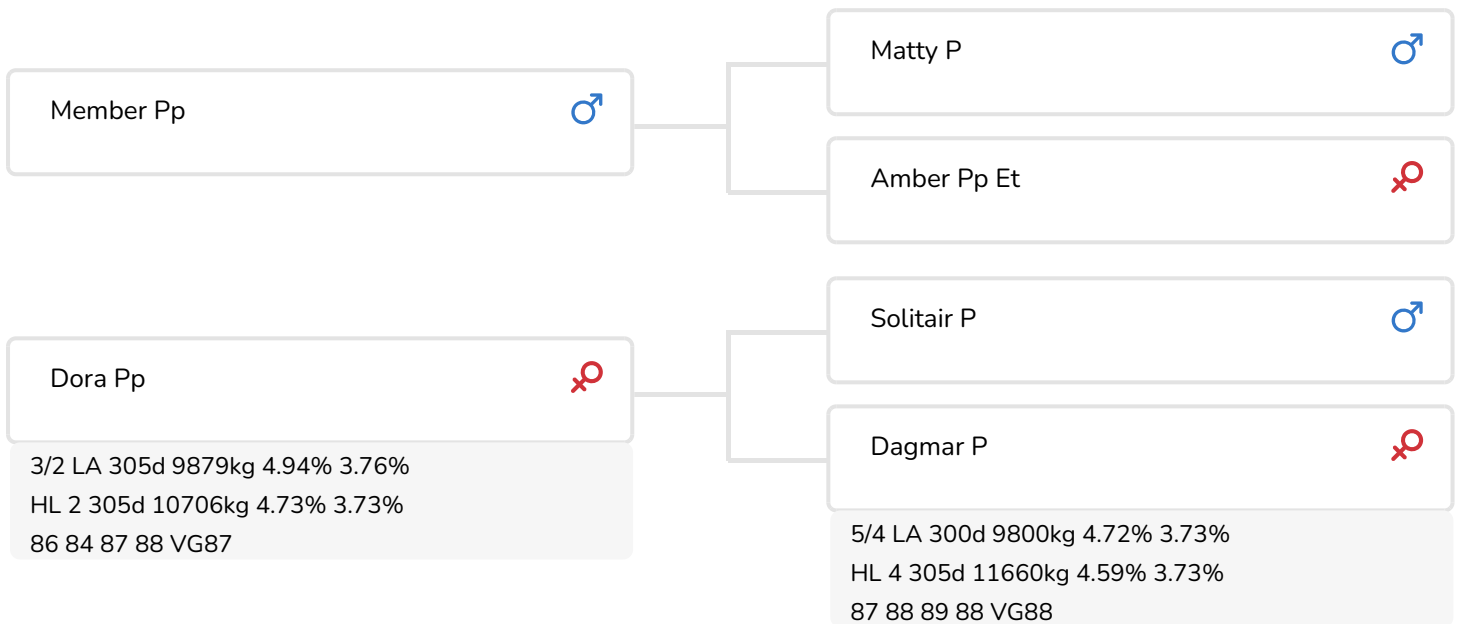 Matty P
Member Pp
Amber Pp Et
Solitair P
Dora Pp
Dagmar P
3/2 LA 305d 9879kg 4.94% 3.76%
HL 2 305d 10706kg 4.73% 3.73%
86 84 87 88 VG87
5/4 LA 300d 9800kg 4.72% 3.73%
HL 4 305d 11660kg 4.59% 3.73%
87 88 89 88 VG88